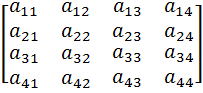 a₁₁ a₁₂ a₁₃ a₁₄
a₂₁ a₂₂ a₂₃ a₂₄
a₃₁ a₃₂ a₃₃ a₃₄
a₄₁ a₄₂ a₄₃ a₄₄